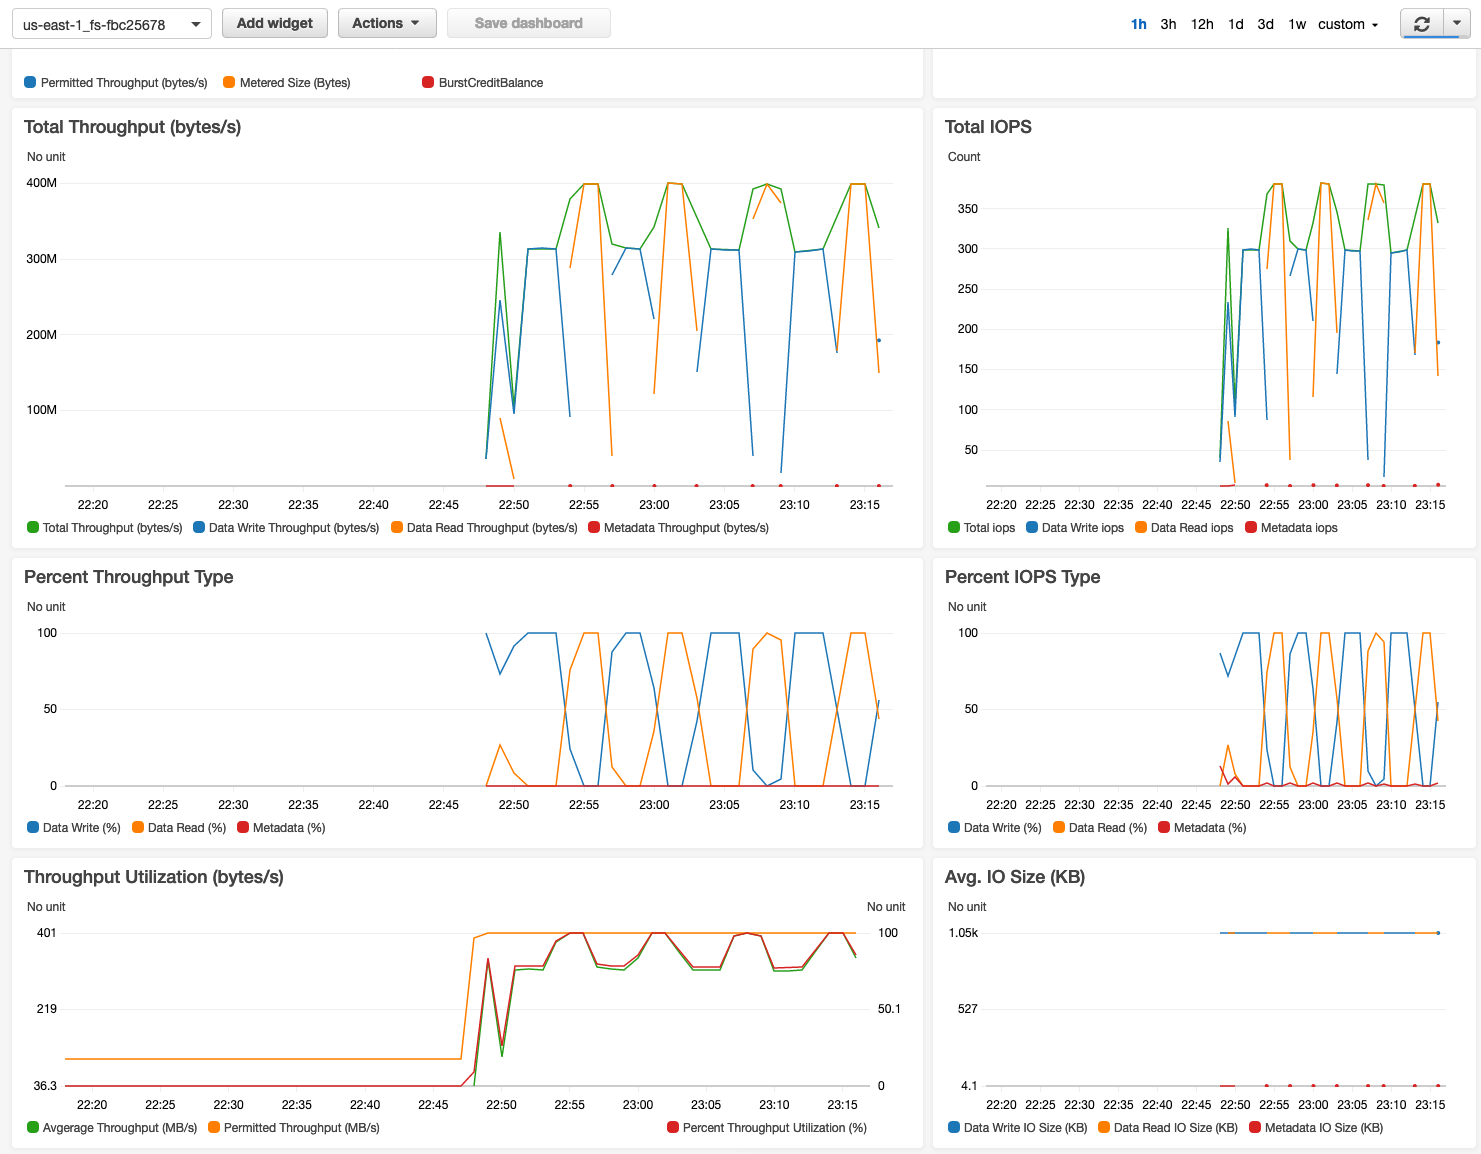 us-east-1_fs-fbc25678 Add widget Actions Save dashboard 1h 3h 12h 1d 3d 1w custom
Permitted Throughput (bytes/s) Metered Size (Bytes) BurstCreditBalance
Total Throughput (bytes/s)
No unit
400M
300M
200M
100M
22:20 22:25 22:30 22:35 22:40 22:45 22:50 22:55 23:00 23:05 23:10 23:15
Total Throughput (bytes/s) Data Write Throughput (bytes/s) Data Read Throughput (bytes/s) Metadata Throughput (bytes/s)
Total IOPS
Count
350
300
250
200
150
100
50
22:20 22:25 22:30 22:35 22:40 22:45 22:50 22:55 23:00 23:05 23:10 23:15
Total iops Data Write iops Data Read iops Metadata iops
Percent Throughput Type
No unit
100
50
0
22:20 22:25 22:30 22:35 22:40 22:45 22:50 22:55 23:00 23:05 23:10 23:15
Data Write (%) Data Read (%) Metadata (%)
Percent IOPS Type
No unit
100
50
0
22:20 22:25 22:30 22:35 22:40 22:45 22:50 22:55 23:00 23:05 23:10 23:15
Data Write (%) Data Read (%) Metadata (%)
Throughput Utilization (bytes/s)
No unit No unit
401 100
219 50.1
36.3 0
22:20 22:25 22:30 22:35 22:40 22:45 22:50 22:55 23:00 23:05 23:10 23:15
Avgerage Throughput (MB/s) Permitted Throughput (MB/s) Percent Throughput Utilization (%)
Avg. IO Size (KB)
No unit
1.05k
527
4.1
22:20 22:25 22:30 22:35 22:40 22:45 22:50 22:55 23:00 23:05 23:10 23:15
Data Write IO Size (KB) Data Read IO Size (KB) Metadata IO Size (KB)